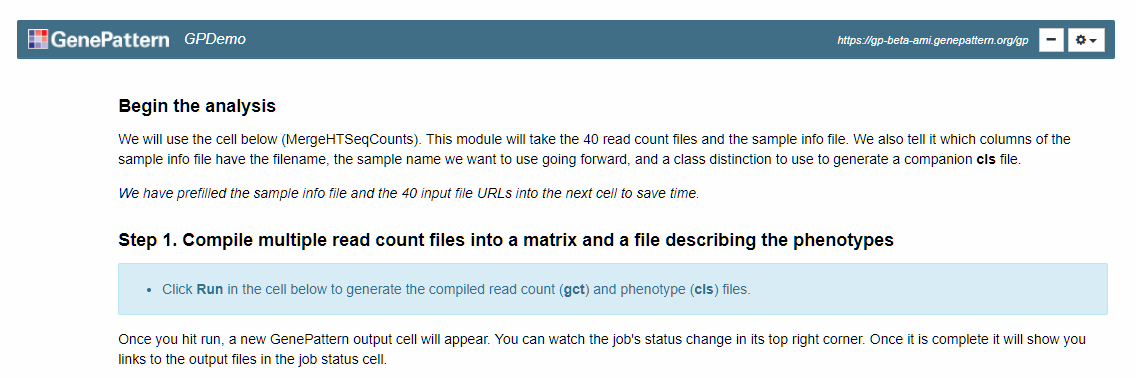 GenePattern GPDemo https://gp-beta-ami.genepattern.org/gp
Begin the analysis
We will use the cell below (MergeHTSeqCounts). This module will take the 40 read count files and the sample info file. We also tell it which columns of the
sample info file have the filename, the sample name we want to use going forward, and a class distinction to use to generate a companion cls file.
We have prefilled the sample info file and the 40 input file URLs into the next cell to save time.
Step 1. Compile multiple read count files into a matrix and a file describing the phenotypes
• Click Run in the cell below to generate the compiled read count (gct) and phenotype (cls) files.
Once you hit run, a new GenePattern output cell will appear. You can watch the job's status change in its top right corner. Once it is complete it will show you
links to the output files in the job status cell.